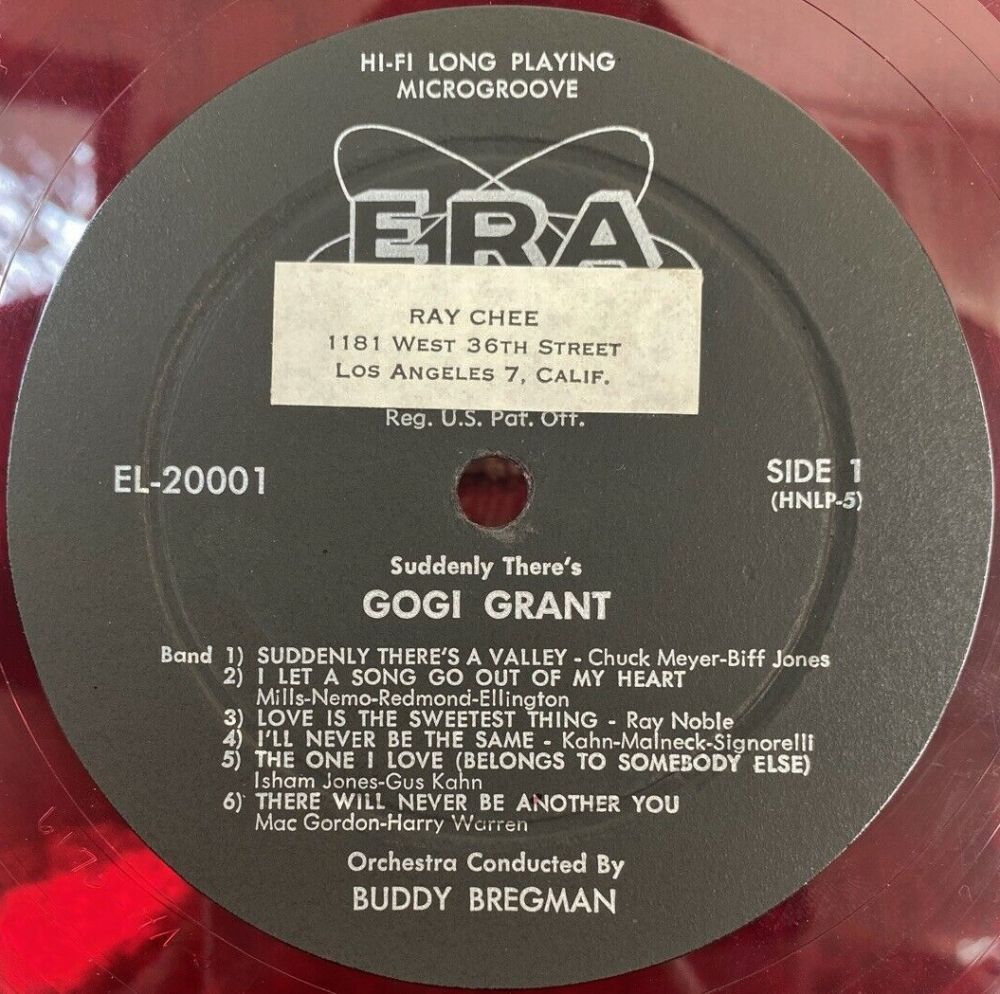 HI-FI LONG PLAYING
MICROGROOVE
ERA
RAY CHEE
1181 WEST 36TH STREET
LOS ANGELES 7, CALIF.
Reg. U.S. Pat. Off.
EL-20001
SIDE 1
(HNLP-5)
Suddenly There's
GOGI GRANT
Band 1) SUDDENLY THERE'S A VALLEY - Chuck Meyer-Biff Jones
2) I LET A SONG GO OUT OF MY HEART
Mills-Nemo-Redmond-Ellington
3) LOVE IS THE SWEETEST THING - Ray Noble
4) I'LL NEVER BE THE SAME - Kahn-Malneck-Signorelli
5) THE ONE I LOVE (BELONGS TO SOMEBODY ELSE)
Isham Jones-Gus Kahn
6) THERE WILL NEVER BE ANOTHER YOU
Mac Gordon-Harry Warren
Orchestra Conducted By
BUDDY BREGMAN